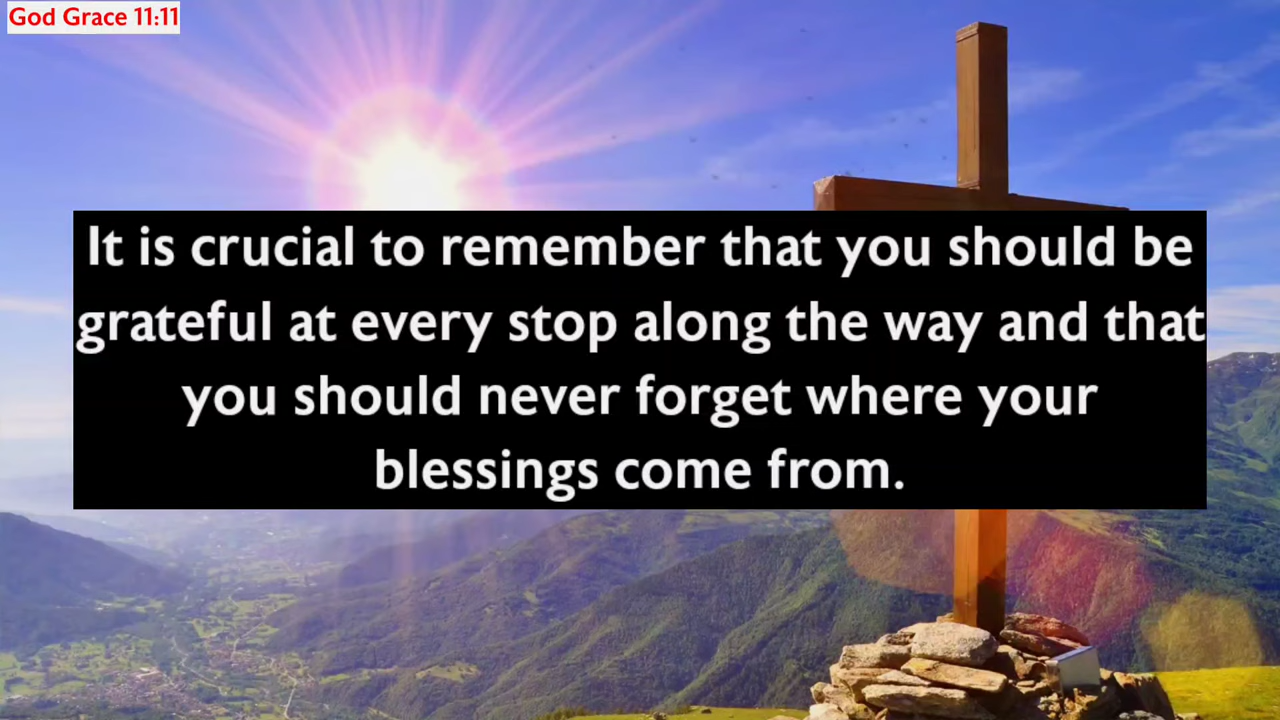 God Grace 11:11
It is crucial to remember that you should be
grateful at every stop along the way and that
you should never forget where your
blessings come from.